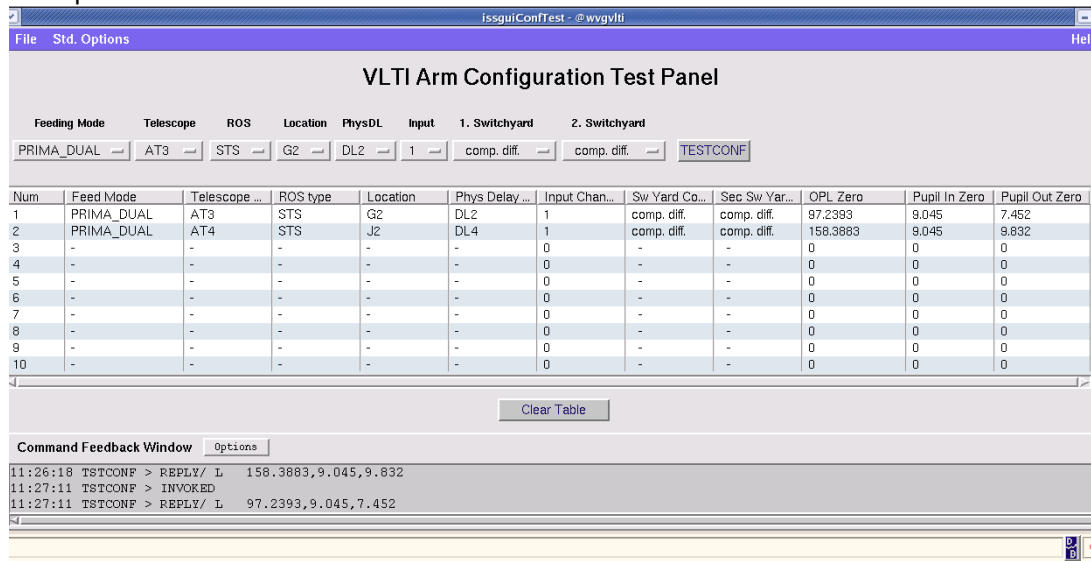 issguiConfTest - @wvgvlti
File Std. Options Hel
VLTI Arm Configuration Test Panel
Feeding Mode Telescope ROS Location PhysDL Input 1. Switchyard 2. Switchyard
PRIMA_DUAL AT3 STS G2 DL2 1 comp. diff. comp. diff. TESTCONF
Num Feed Mode Telescope ... ROS type Location Phys Delay ... Input Chan... Sw Yard Co... Sec Sw Yar... OPL Zero Pupil In Zero Pupil Out Zero
1 PRIMA_DUAL AT3 STS G2 DL2 1 comp. diff. comp. diff. 97.2393 9.045 7.452
2 PRIMA_DUAL AT4 STS J2 DL4 1 comp. diff. comp. diff. 158.3883 9.045 9.832
3 - - - - - 0 - - 0 0 0
4 - - - - - 0 - - 0 0 0
5 - - - - - 0 - - 0 0 0
6 - - - - - 0 - - 0 0 0
7 - - - - - 0 - - 0 0 0
8 - - - - - 0 - - 0 0 0
9 - - - - - 0 - - 0 0 0
10 - - - - - 0 - - 0 0 0
Clear Table
Command Feedback Window Options
11:26:18 TSTCONF > REPLY/ L 158.3883,9.045,9.832
11:27:11 TSTCONF > INVOKED
11:27:11 TSTCONF > REPLY/ L 97.2393,9.045,7.452